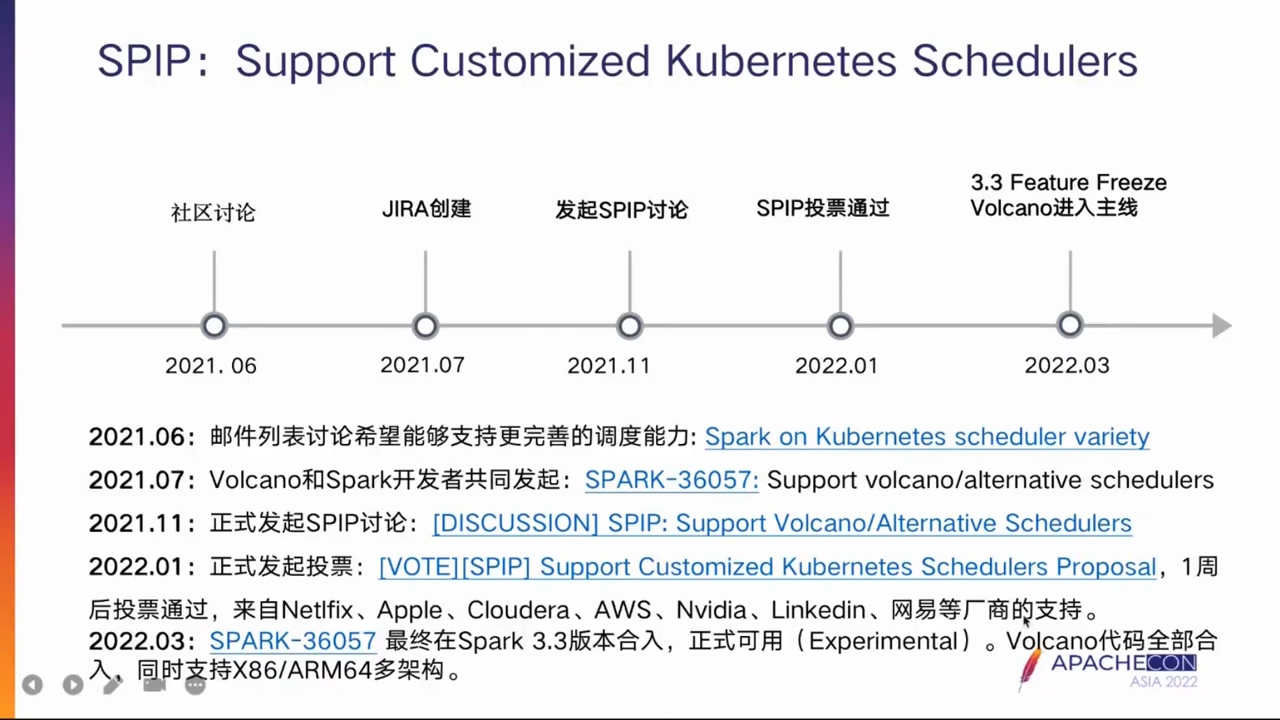 SPIP：Support Customized Kubernetes Schedulers
社区讨论
JIRA创建
发起SPIP讨论
SPIP投票通过
3.3 Feature Freeze
Volcano进入主线
2021. 06
2021.07
2021.11
2022.01
2022.03
2021.06：邮件列表讨论希望能够支持更完善的调度能力: Spark on Kubernetes scheduler variety
2021.07：Volcano和Spark开发者共同发起：SPARK-36057: Support volcano/alternative schedulers
2021.11：正式发起SPIP讨论：[DISCUSSION] SPIP: Support Volcano/Alternative Schedulers
2022.01：正式发起投票：[VOTE][SPIP] Support Customized Kubernetes Schedulers Proposal，1周
后投票通过，来自Netlfix、Apple、Cloudera、AWS、Nvidia、Linkedin、网易等厂商的支持。
2022.03：SPARK-36057 最终在Spark 3.3版本合入，正式可用（Experimental）。Volcano代码全部合
入，同时支持X86/ARM64多架构。
APACHECON
ASIA 2022